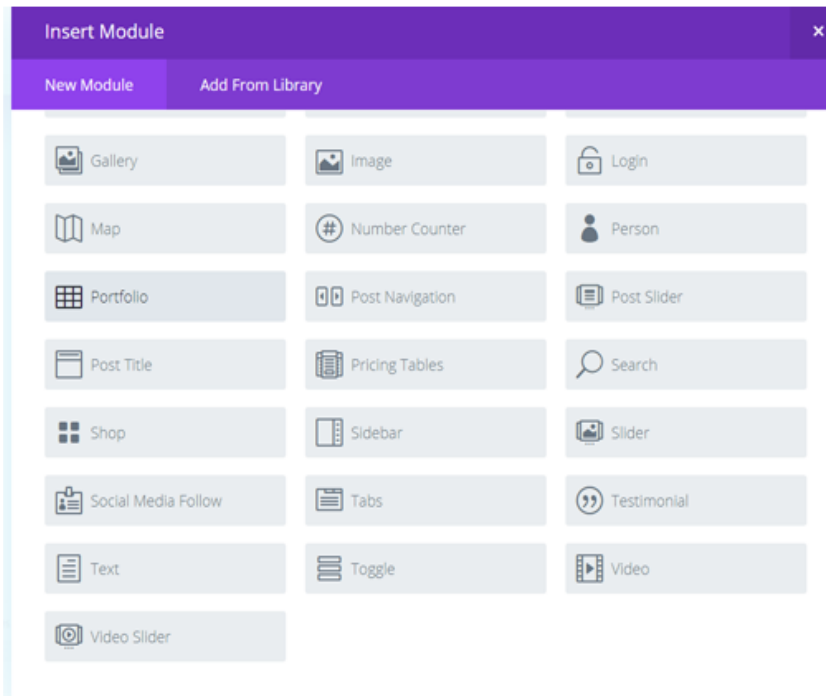 Insert Module
×
New Module Add From Library
Gallery Image Login
Map # Number Counter Person
Portfolio Post Navigation Post Slider
Post Title Pricing Tables Search
Shop Sidebar Slider
Social Media Follow Tabs Testimonial
Text Toggle Video
Video Slider